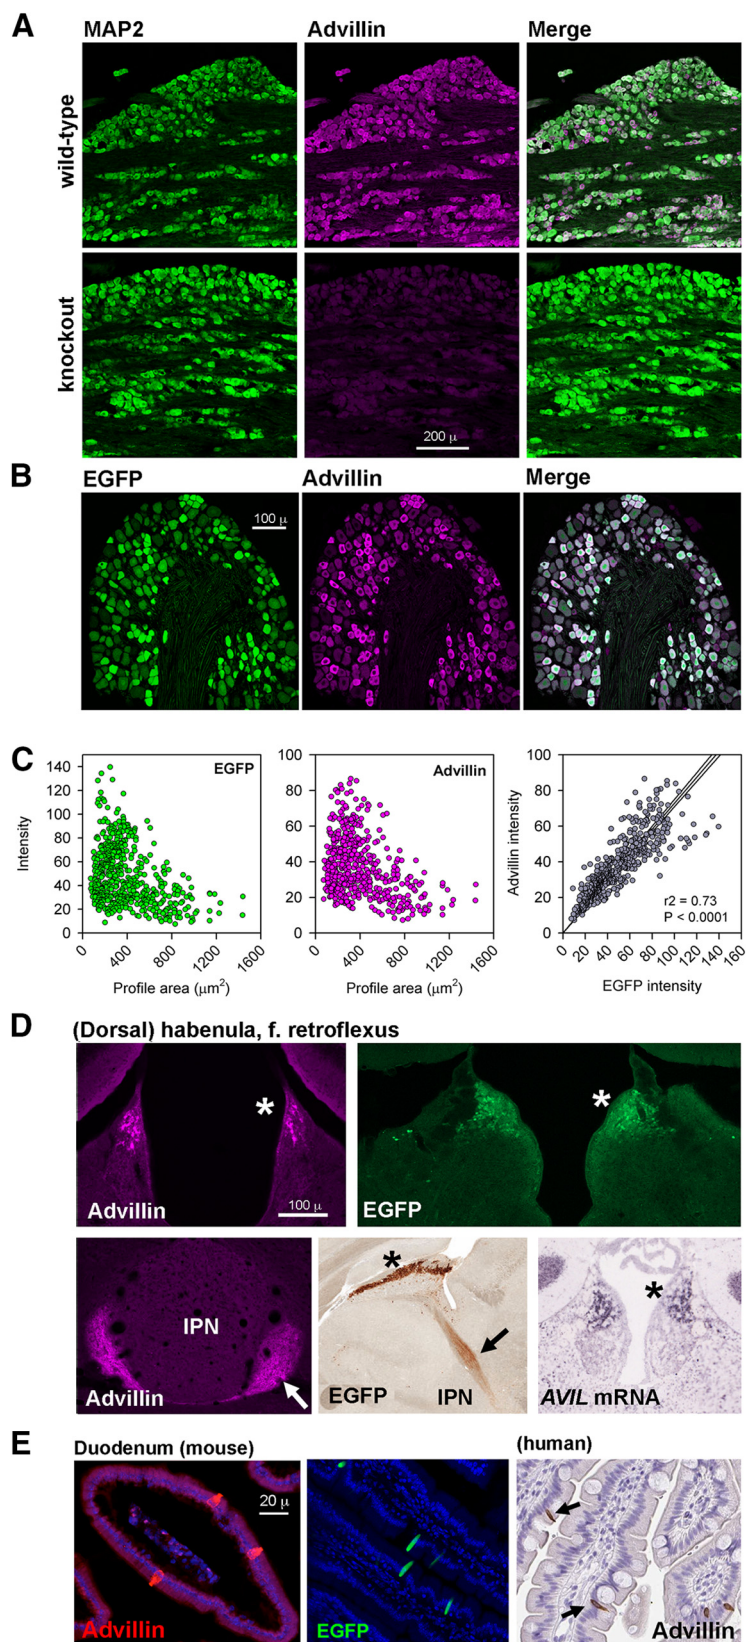 A
MAP2 Advillin Merge
wild-type
knockout
200 μ
B
EGFP Advillin Merge
100 μ
C
EGFP
Intensity
140
120
100
80
60
40
20
0
0 400 800 1200 1600
Profile area (μm²)
Advillin
100
80
60
40
20
0
0 400 800 1200 1600
Profile area (μm²)
Advillin intensity
100
80
60
40
20
0
r2 = 0.73
P < 0.0001
0 20 40 60 80 100 120 140 160
EGFP intensity
D
(Dorsal) habenula, f. retroflexus
*
Advillin
100 μ
*
EGFP
IPN
Advillin
*
EGFP IPN
*
AVIL mRNA
E
Duodenum (mouse) (human)
20 μ
Advillin
EGFP
Advillin